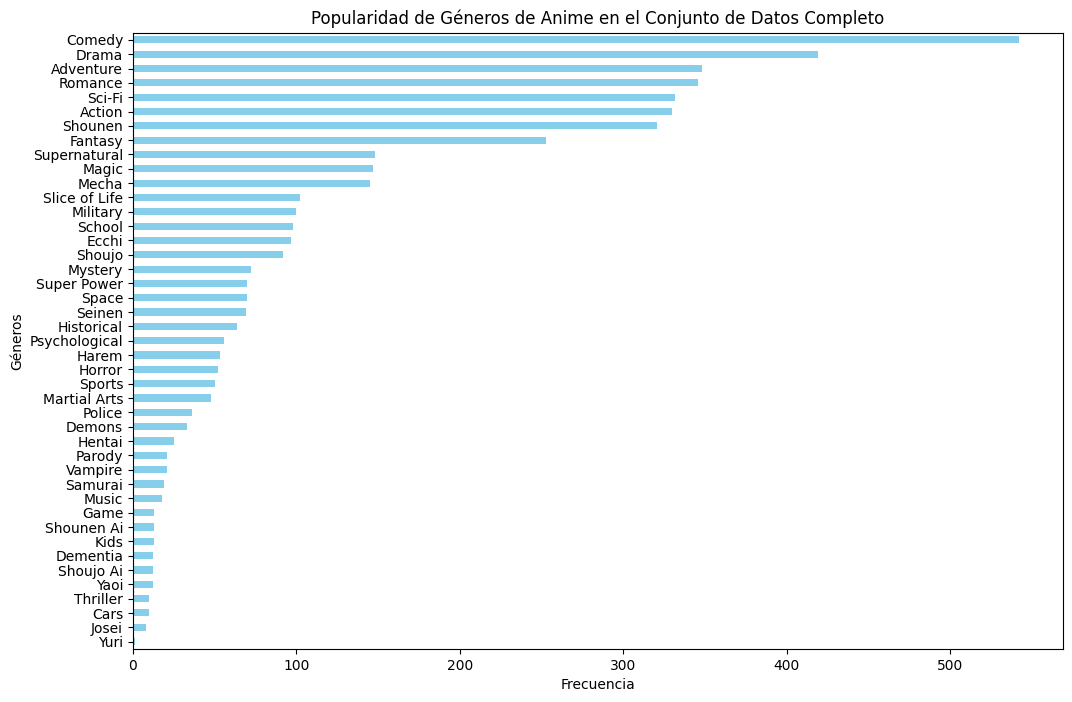 Popularidad de Géneros de Anime en el Conjunto de Datos Completo
Comedy
Drama
Adventure
Romance
Sci-Fi
Action
Shounen
Fantasy
Supernatural
Magic
Mecha
Slice of Life
Military
School
Ecchi
Shoujo
Mystery
Super Power
Space
Seinen
Historical
Psychological
Harem
Horror
Sports
Martial Arts
Police
Demons
Hentai
Parody
Vampire
Samurai
Music
Game
Shounen Ai
Kids
Dementia
Shoujo Ai
Yaoi
Thriller
Cars
Josei
Yuri
Géneros
0 100 200 300 400 500
Frecuencia